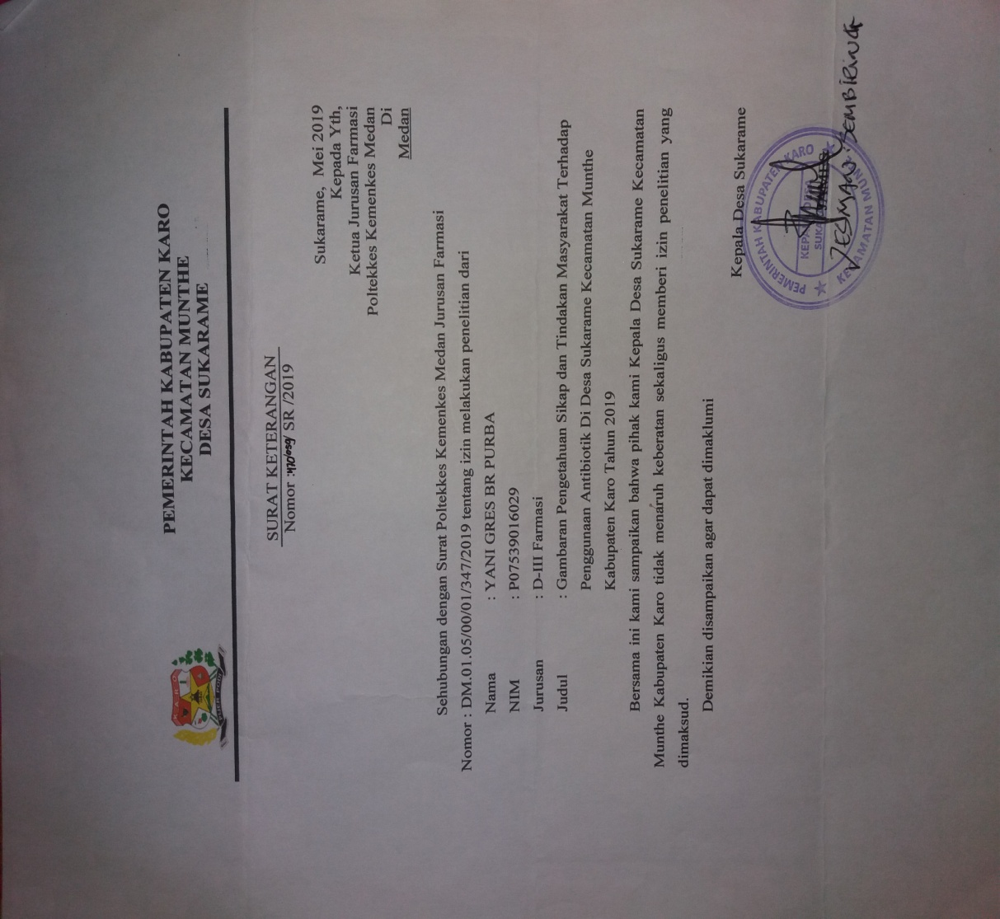 PEMERINTAH KABUPATEN KARO
KECAMATAN MUNTHE
DESA SUKARAME
SURAT KETERANGAN
Nomor : SR /2019
Sukarame, Mei 2019
Kepada Yth,
Ketua Jurusan Farmasi
Poltekkes Kemenkes Medan
Di
Medan
Sehubungan dengan Surat Poltekkes Kemenkes Medan Jurusan Farmasi
Nomor : DM.01.05/00/01/347/2019 tentang izin melakukan penelitian dari
Nama : YANI GRES BR PURBA
NIM : P07539016029
Jurusan : D-III Farmasi
Judul : Gambaran Pengetahuan Sikap dan Tindakan Masyarakat Terhadap
Penggunaan Antibiotik Di Desa Sukarame Kecamatan Munthe
Kabupaten Karo Tahun 2019
Bersama ini kami sampaikan bahwa pihak kami Kepala Desa Sukarame Kecamatan
Munthe Kabupaten Karo tidak menaruh keberatan sekaligus memberi izin penelitian yang
dimaksud.
Demikian disampaikan agar dapat dimaklumi
Kepala Desa Sukarame
PEMERINTAH KABUPATEN KARO
KECAMATAN MUNTHE
JESMAN SEMBIRING